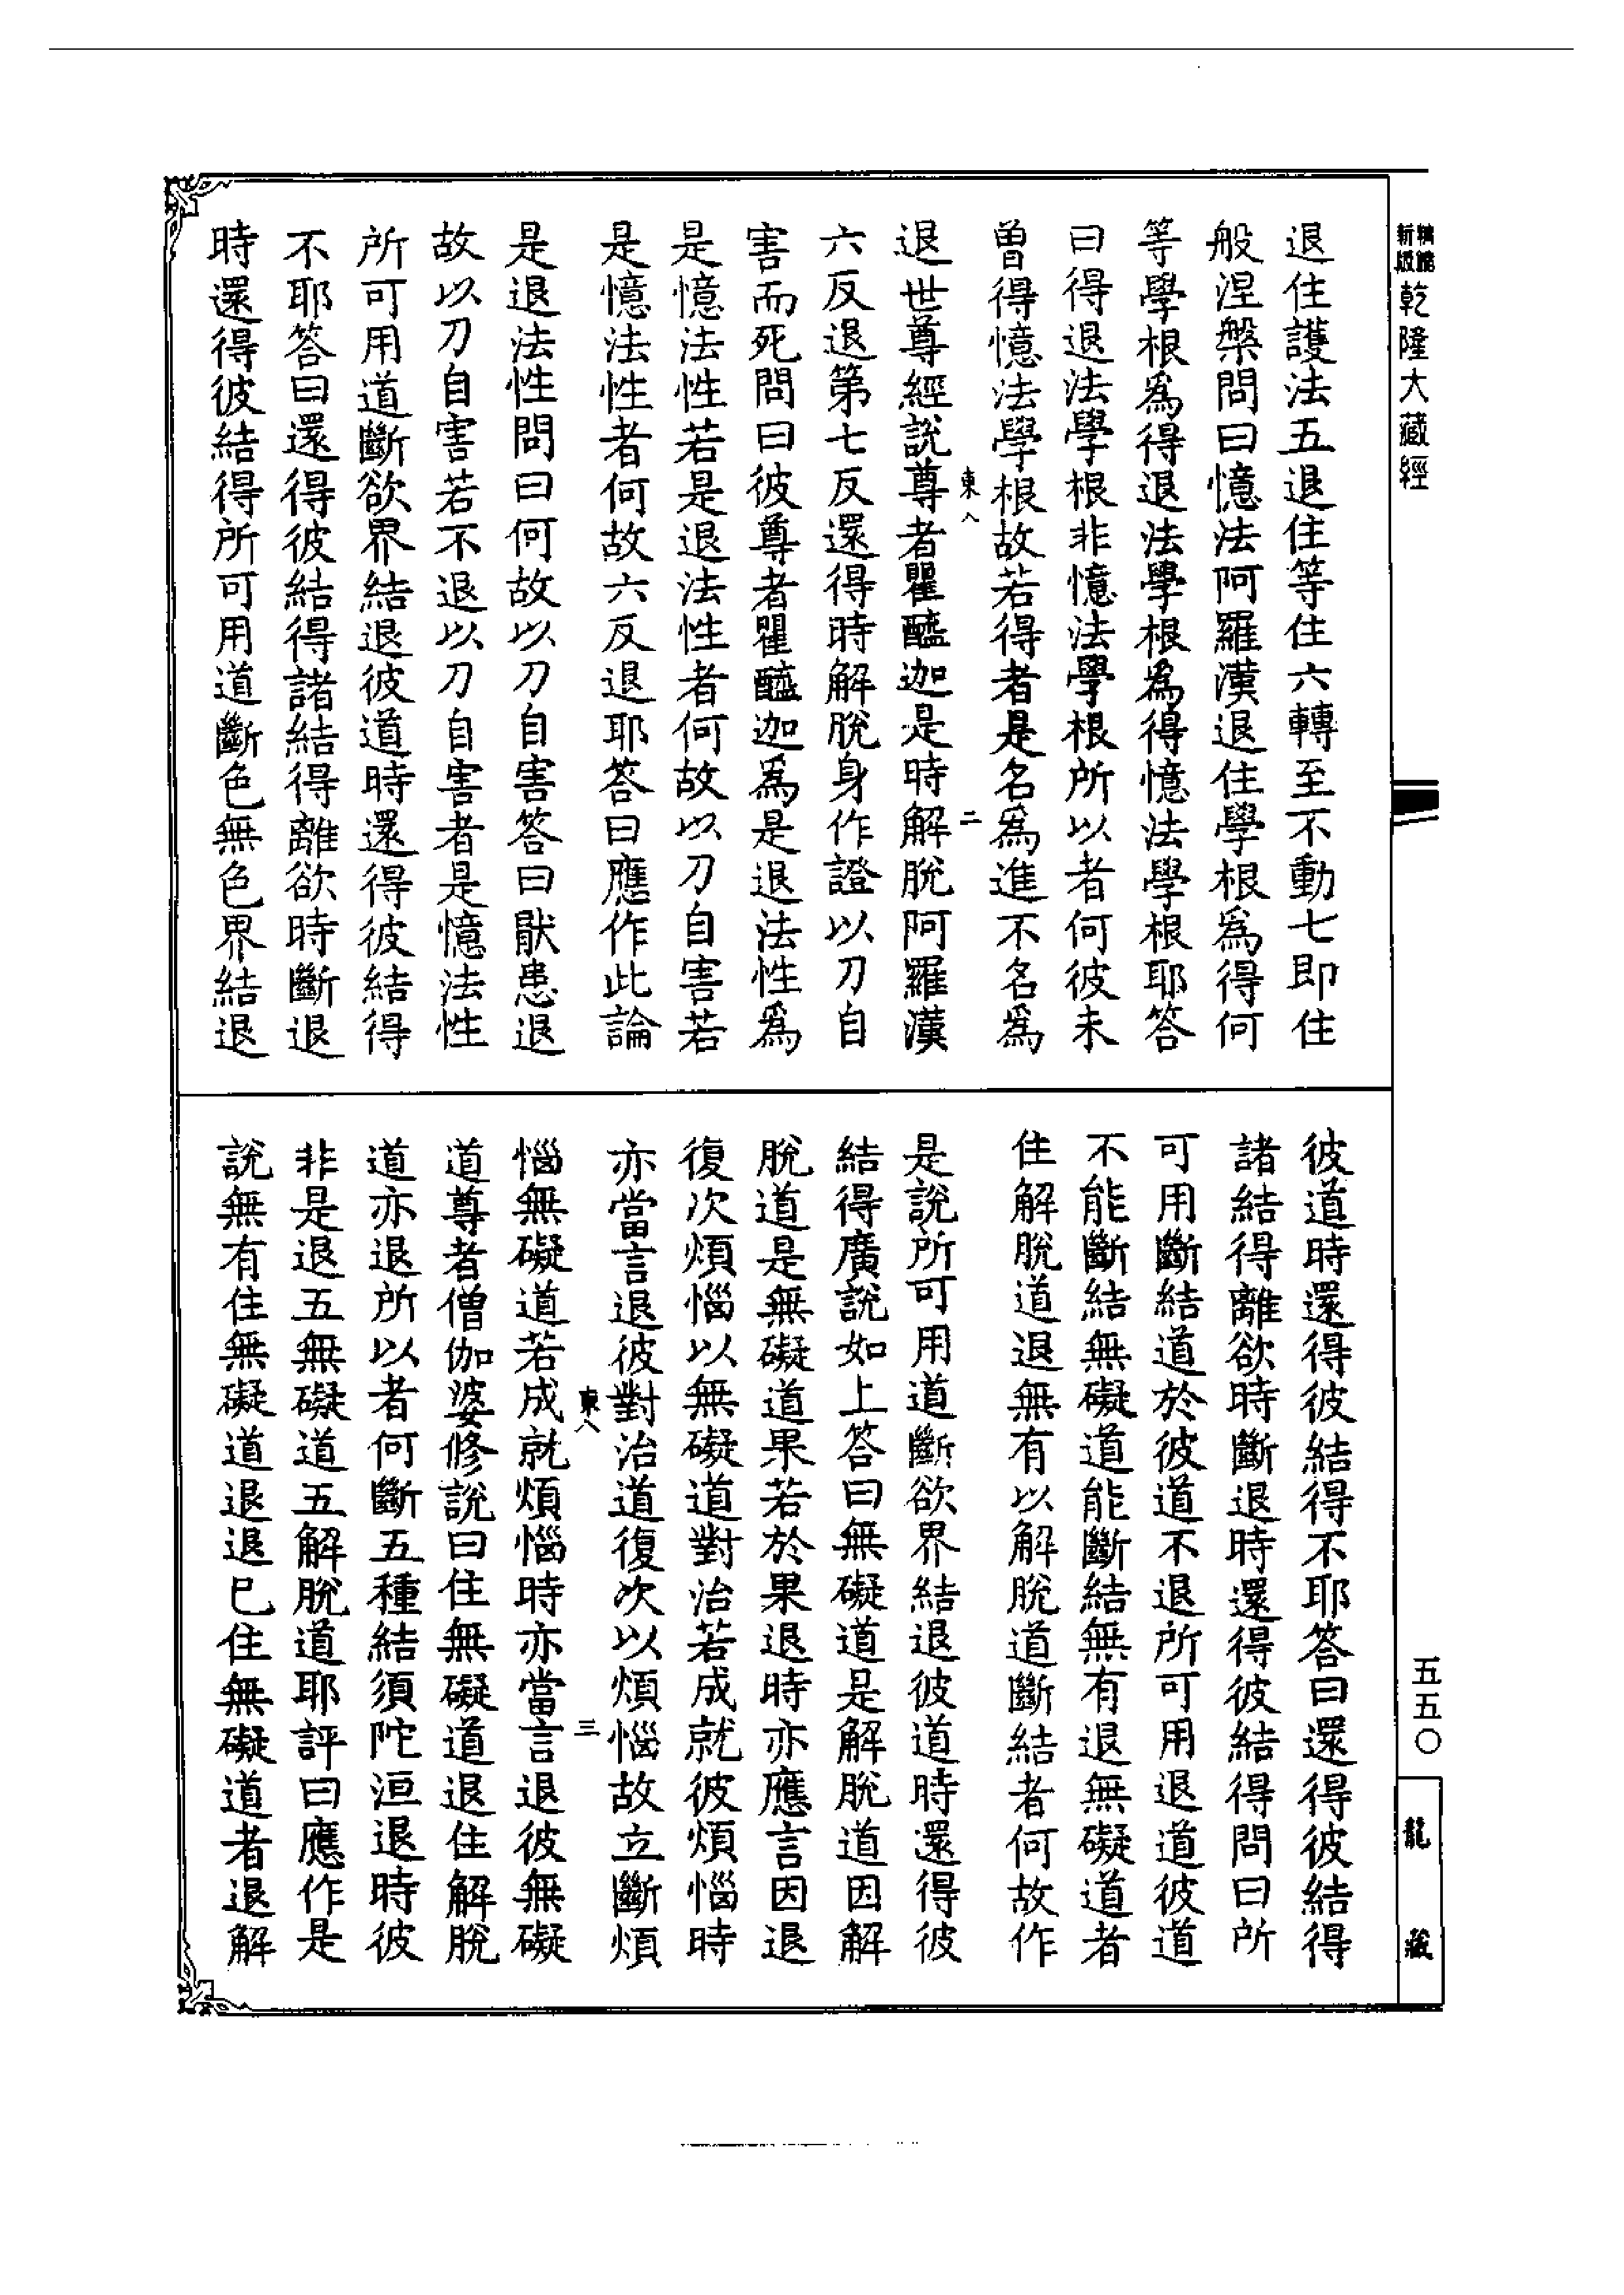 新版
乾隆大藏經
退住護法五退住等住六轉至不動七即住
般涅槃問曰憶法阿羅漢退住學根為得何
等學根為得退法學根為得憶法學根耶答
曰得退法學根非憶法學根所以者何彼未
曾得憶法學根故若得者是名為進不名為
東八
二
退世尊經說尊者瞿醯迦是時解脫阿羅漢
六反退第七反還得時解脫身作證以刀自
害而死問曰彼尊者瞿醯迦為是退法性為
是憶法性若是退法性者何故以刀自害若
是憶法性者何故六反退耶答曰應作此論
是退法性問曰何故以刀自害答曰猒患退
故以刀自害若不退以刀自害者是憶法性
所可用道斷欲界結退彼道時還得彼結得
不耶答曰還得彼結得諸結得離欲時斷退
時還得彼結得所可用道斷色無色界結退
彼道時還得彼結得不耶答曰還得彼結得
諸結得離欲時斷退時還得彼結得問曰所
可用斷結道於彼道不退所可用退道彼道
不能斷結無礙道能斷結無有退無礙道者
住解脫道退無有以解脫道斷結者何故作
是說所可用道斷欲界結退彼道時還得彼
結得廣說如上答曰無礙道是解脫道因解
脫道是無礙道果若於果退時亦應言因退
復次煩惱以無礙道對治若成就彼煩惱時
亦當言退彼對治道復次以煩惱故立斷煩
東八
三
惱無礙道若成就煩惱時亦當言退彼無礙
道尊者僧伽婆修說曰住無礙道退住解脫
道亦退所以者何斷五種結須陀洹退時彼
非是退五無礙道五解脫道耶評曰應作是
說無有住無礙道退退已住無礙道者退解
五五〇
龍藏